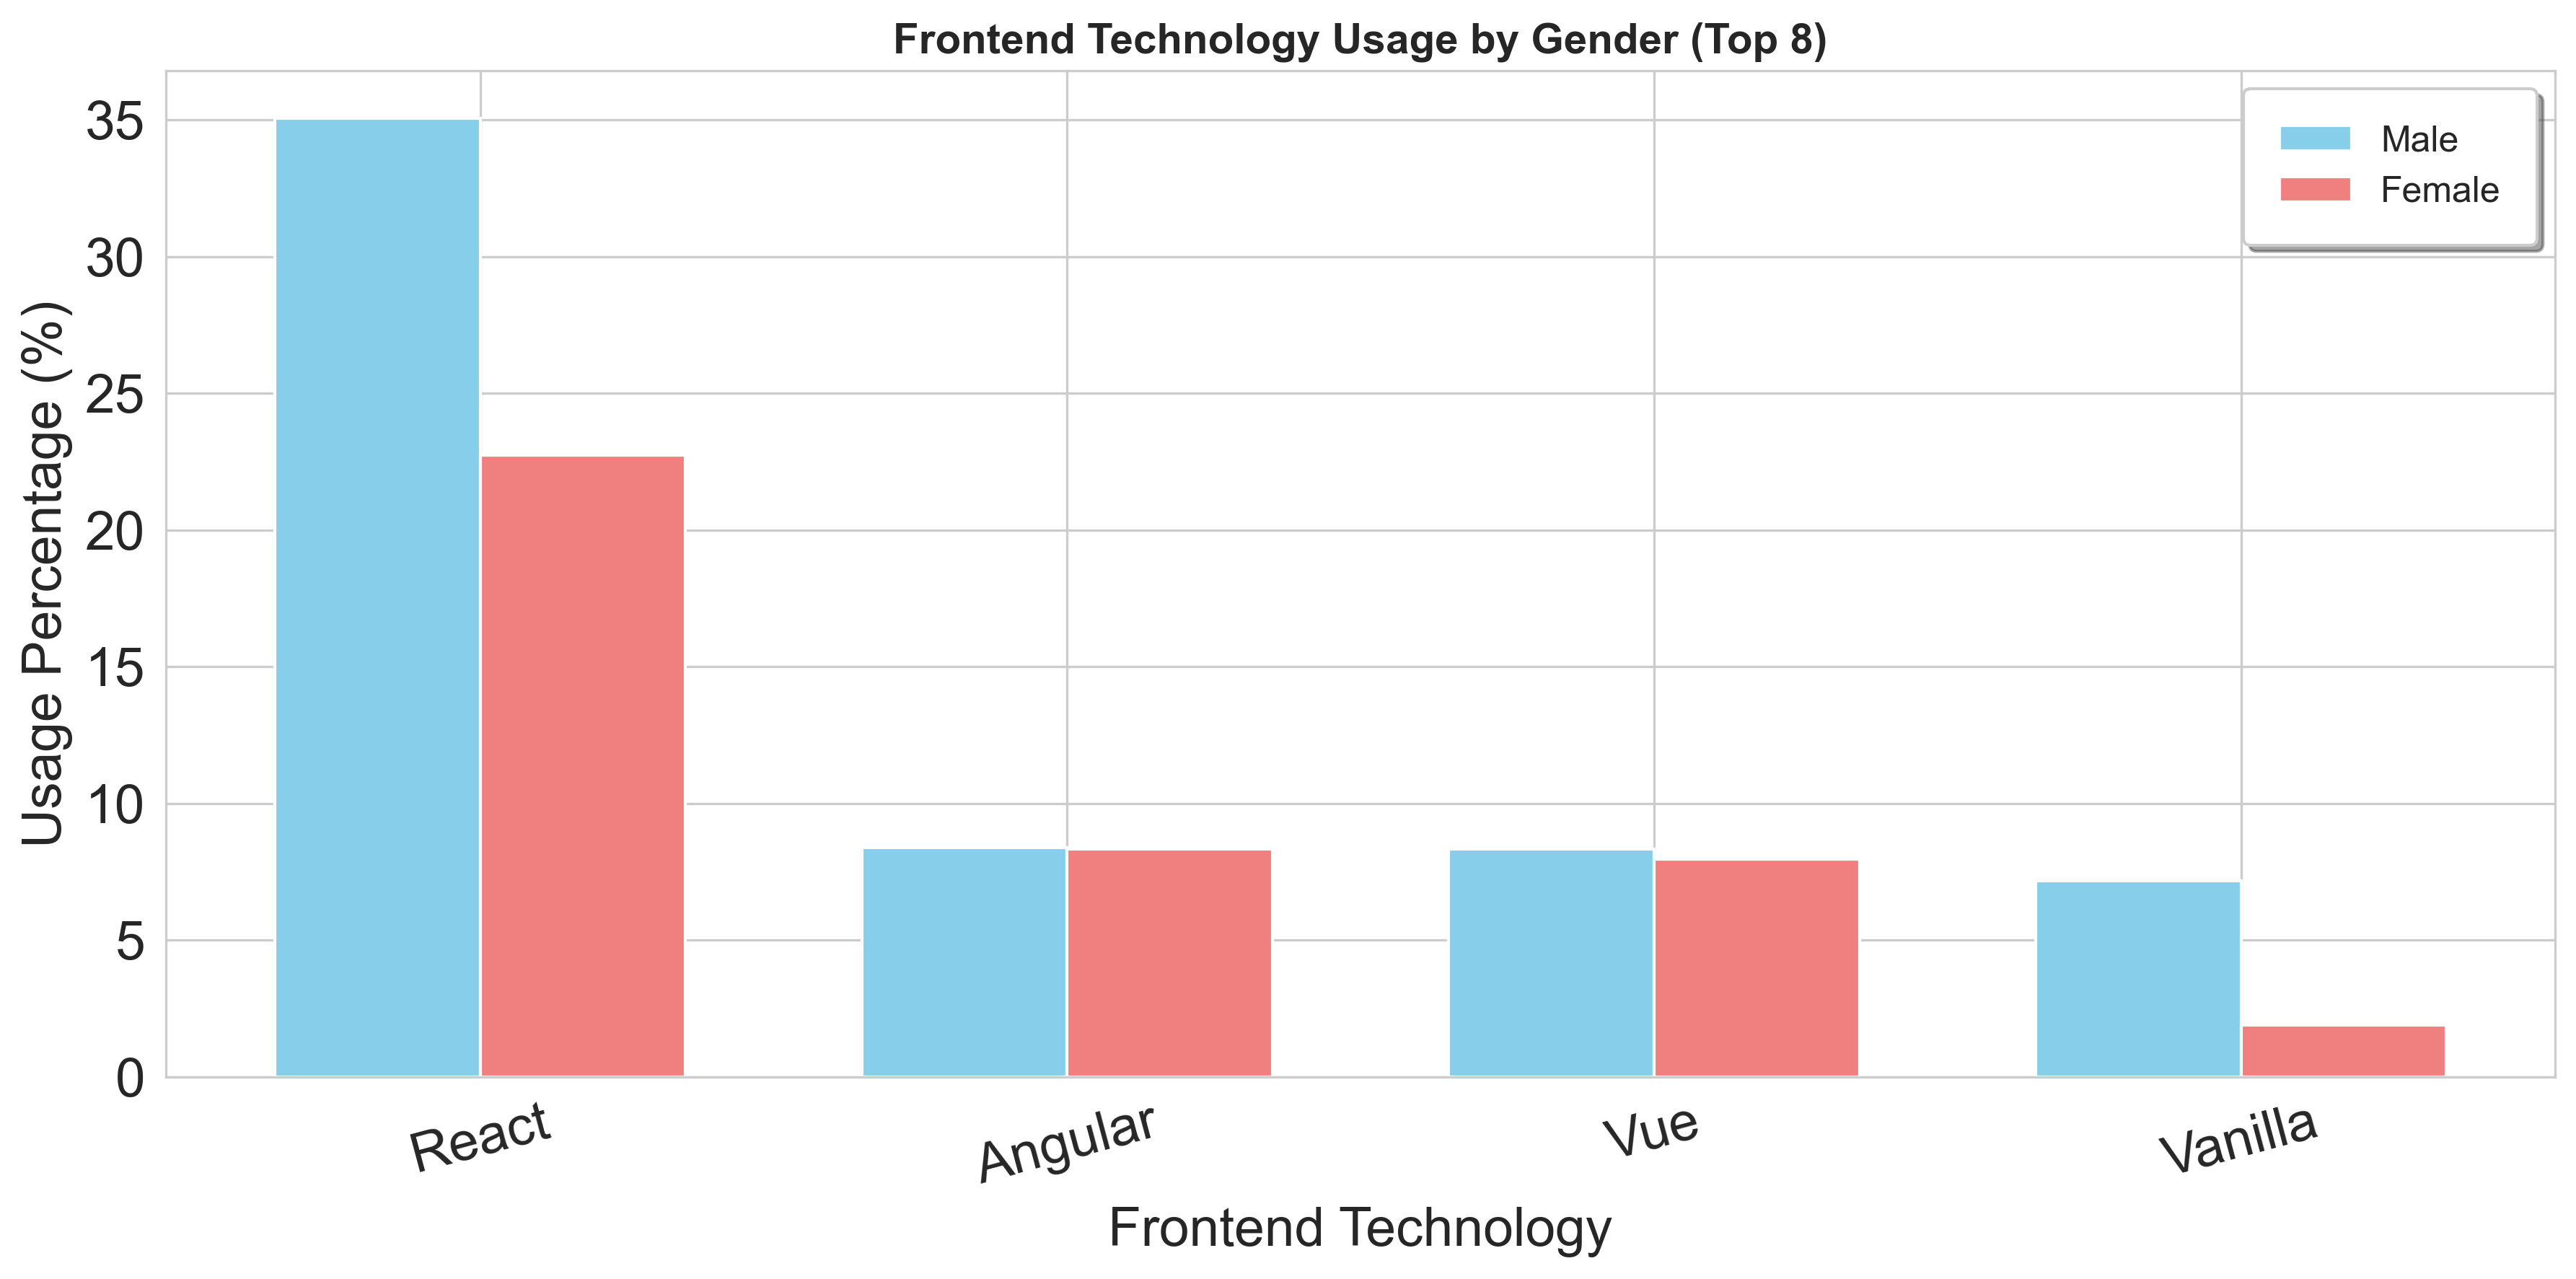 Frontend Technology Usage by Gender (Top 8)
Male
Female
Usage Percentage (%)
35
30
25
20
15
10
5
0
React
Angular
Vue
Vanilla
Frontend Technology